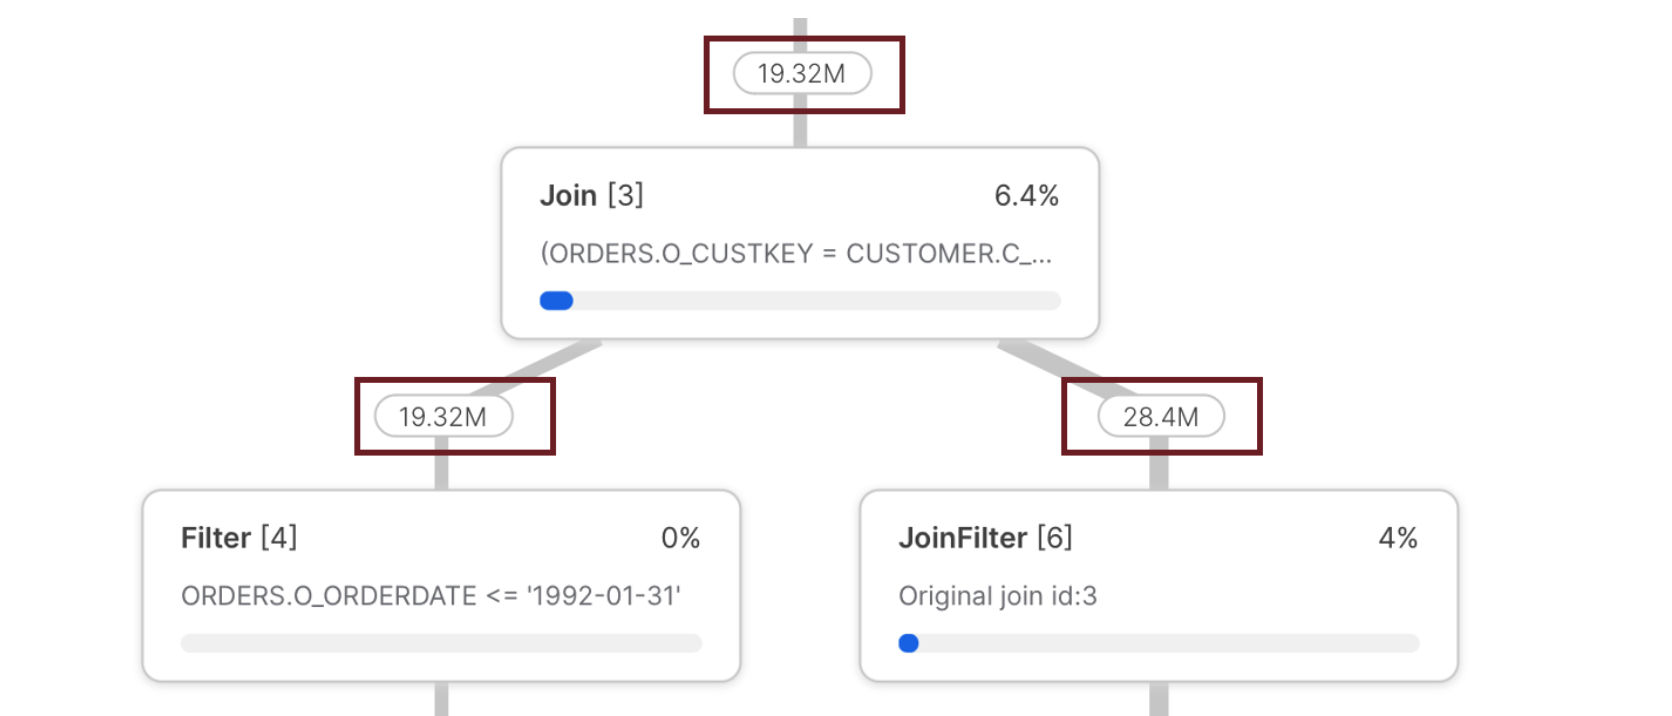 19.32M
Join [3] 6.4%
(ORDERS.O_CUSTKEY = CUSTOMER.C_...
19.32M 28.4M
Filter [4] 0%
ORDERS.O_ORDERDATE <= '1992-01-31'
JoinFilter [6] 4%
Original join id:3